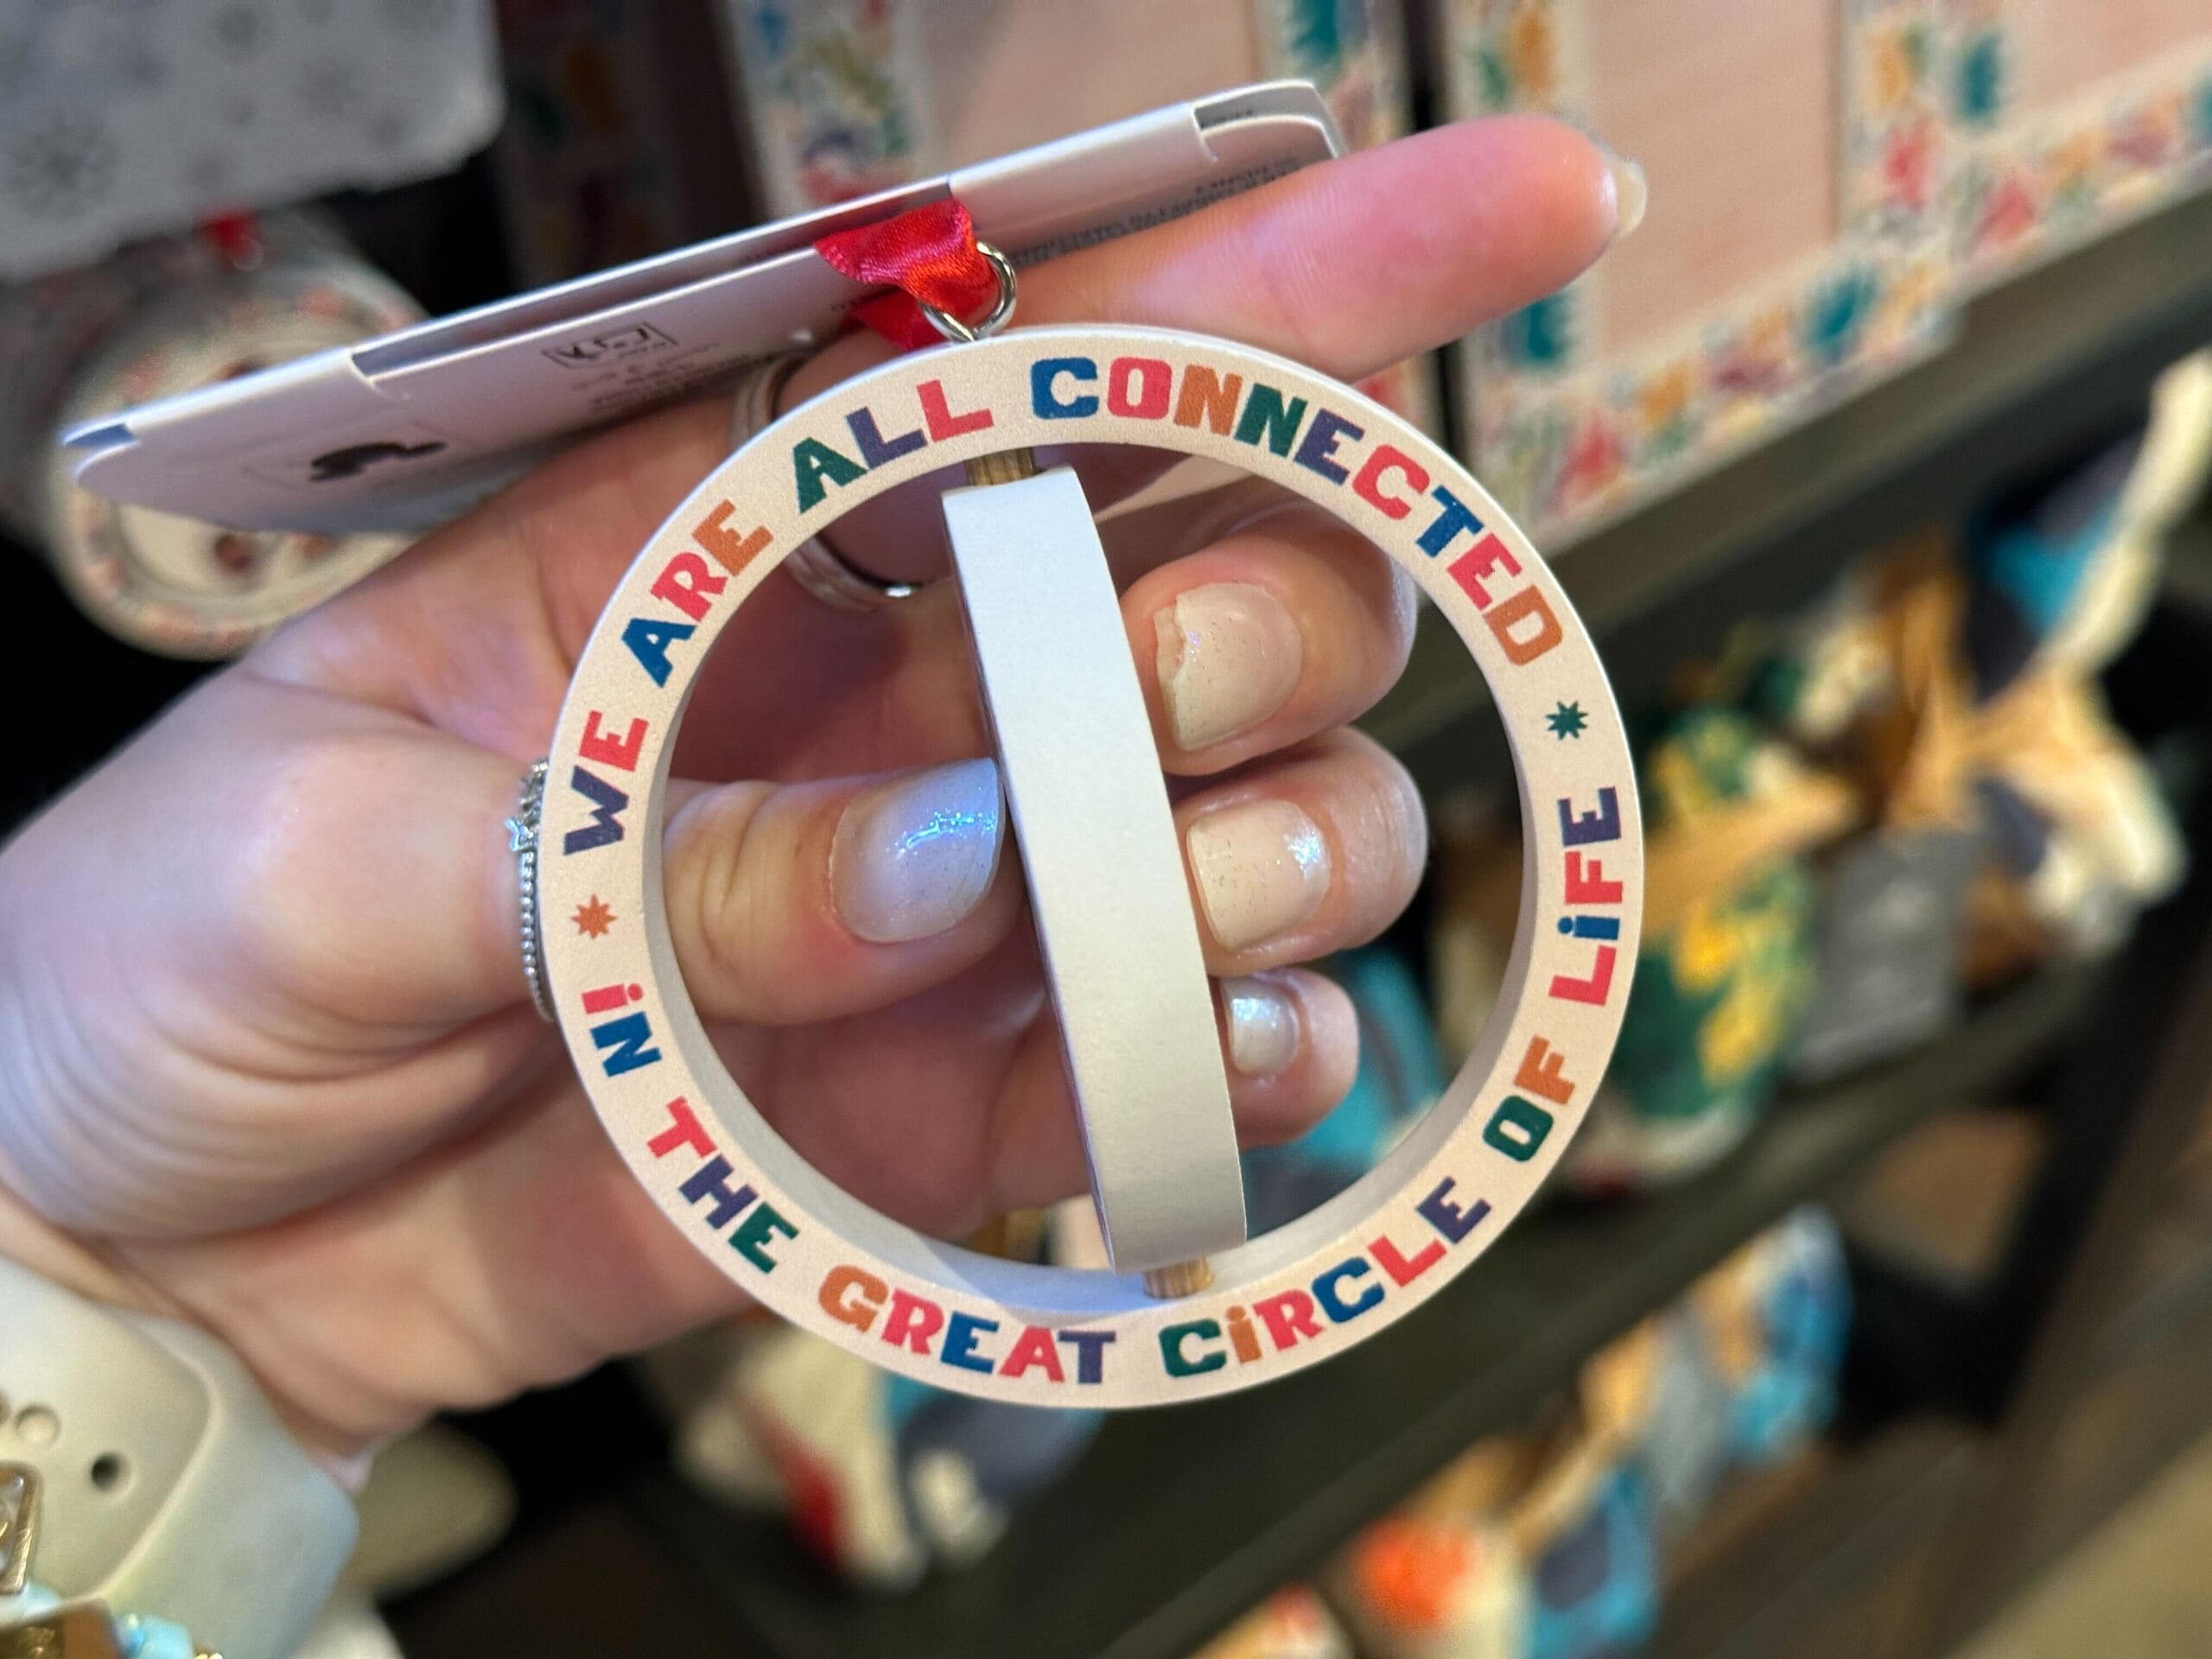 WE ARE ALL CONNECTED
iN THE GREAT CiRCLE OF LiFE